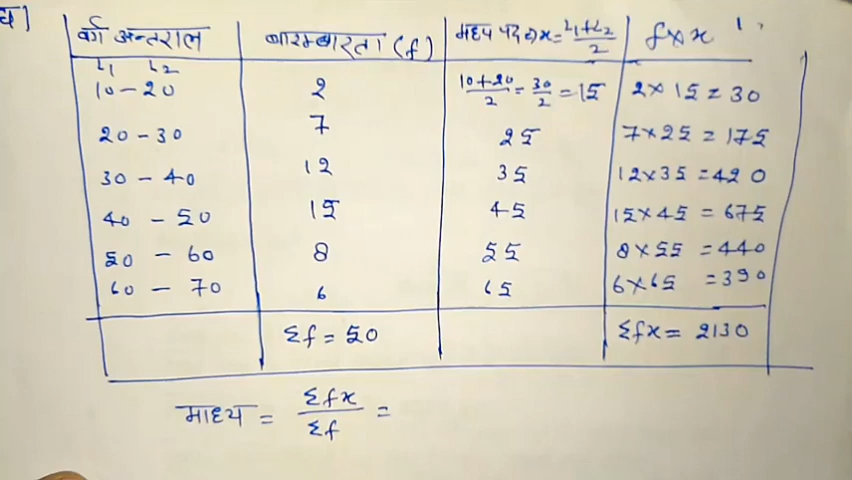 व]
वर्ग अन्तराल बारम्बारता (f) मध्य पद x = L1+L2/2 f×x
L1 L2
10 – 20 2 10+20/2 = 30/2 = 15 2×15 = 30
20 - 30 7 25 7×25 = 175
30 – 40 12 35 12×35 = 420
40 – 50 15 45 15×45 = 675
50 – 60 8 55 8×55 = 440
60 – 70 6 65 6×65 = 390
Σf = 50 Σfx = 2130
माध्य = Σfx/Σf =